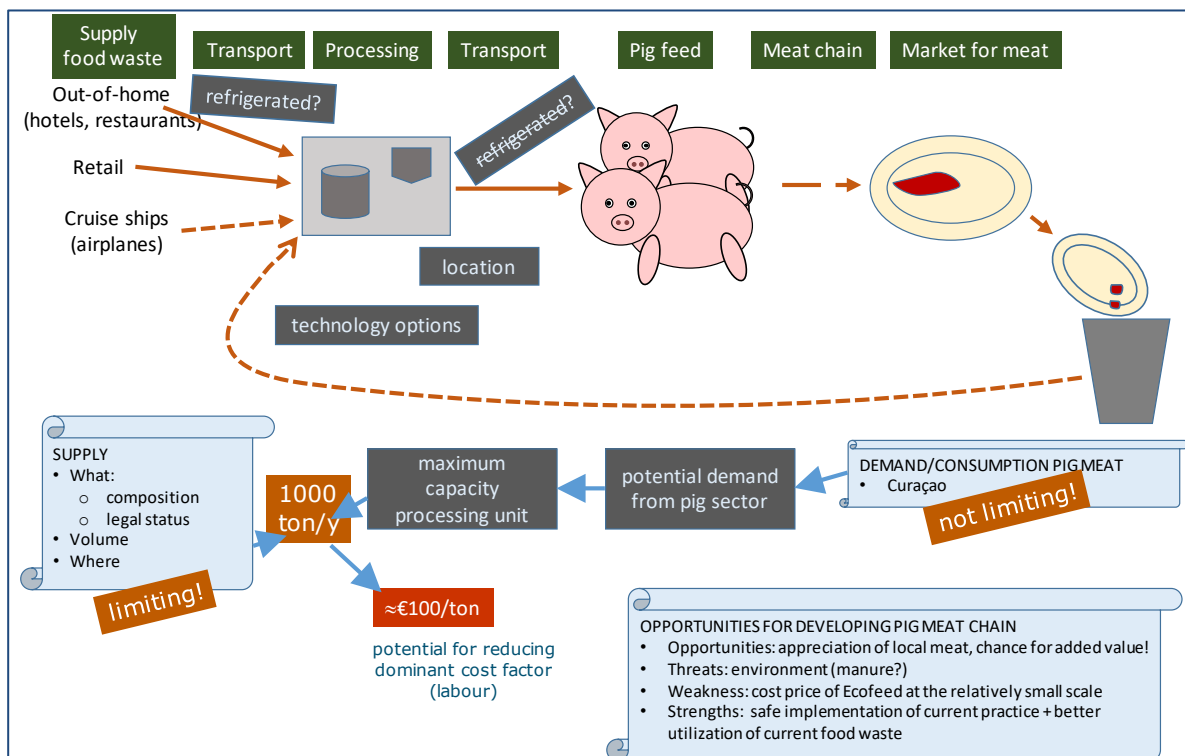 Supply
food waste
Transport
Processing
Transport
Pig feed
Meat chain
Market for meat
Out-of-home
(hotels, restaurants)
refrigerated?
refrigerated?
Retail
Cruise ships
(airplanes)
location
technology options
SUPPLY
• What:
o composition
o legal status
• Volume
• Where
limiting!
1000
ton/y
maximum
capacity
processing unit
potential demand
from pig sector
DEMAND/CONSUMPTION PIG MEAT
• Curaçao
not limiting!
≈€100/ton
potential for reducing
dominant cost factor
(labour)
OPPORTUNITIES FOR DEVELOPING PIG MEAT CHAIN
• Opportunities: appreciation of local meat, chance for added value!
• Threats: environment (manure?)
• Weakness: cost price of Ecofeed at the relatively small scale
• Strengths: safe implementation of current practice + better
utilization of current food waste